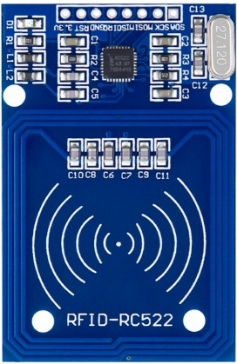 SDA SCK MOSI MISO IRQ GND RST 3.3V
D1
R1
L1
L2
C1
R2
C4
C5
C2
R3
R4
C3
C13
27.120
C12
C10 C8 C6 C7 C9 C11
RFID-RC522